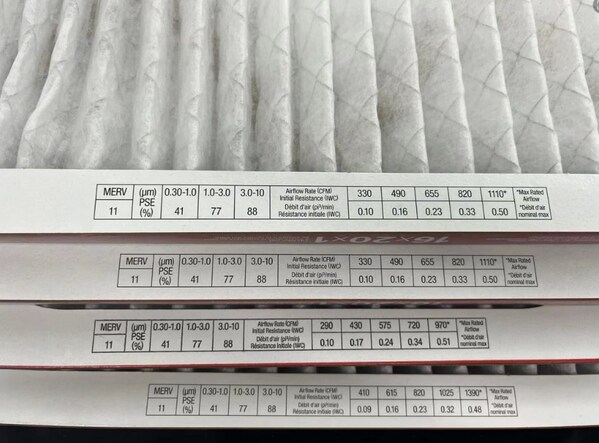 MERV (µm) 0.30-1.0 1.0-3.0 3.0-10 Airflow Rate (CFM) 330 490 655 820 1110* *Max Rated
PSE Initial Resistance (IWC) Airflow
11 (%) 41 77 88 Débit d'air (pi³/min) 0.10 0.16 0.23 0.33 0.50 *Débit d'air
Résistance initiale (IWC) nominal max
16x20x1
MERV (µm) 0.30-1.0 1.0-3.0 3.0-10 Airflow Rate (CFM) 330 490 655 820 1110* *Max Rated
PSE Initial Resistance (IWC) Airflow
11 (%) 41 77 88 Débit d'air (pi³/min) 0.10 0.16 0.23 0.33 0.50 *Débit d'air
Résistance initiale (IWC) nominal max
MERV (µm) 0.30-1.0 1.0-3.0 3.0-10 Airflow Rate (CFM) 290 430 575 720 970* *Max Rated
PSE Initial Resistance (IWC) Airflow
11 (%) 41 77 88 Débit d'air (pi³/min) 0.10 0.17 0.24 0.34 0.51 *Débit d'air
Résistance initiale (IWC) nominal max
MERV (µm) 0.30-1.0 1.0-3.0 3.0-10 Airflow Rate (CFM) 410 615 820 1025 1390* *Max Rated
PSE Initial Resistance (IWC) Airflow
11 (%) 41 77 88 Débit d'air (pi³/min) 0.09 0.16 0.23 0.32 0.48 *Débit d'air
Résistance initiale (IWC) nominal max